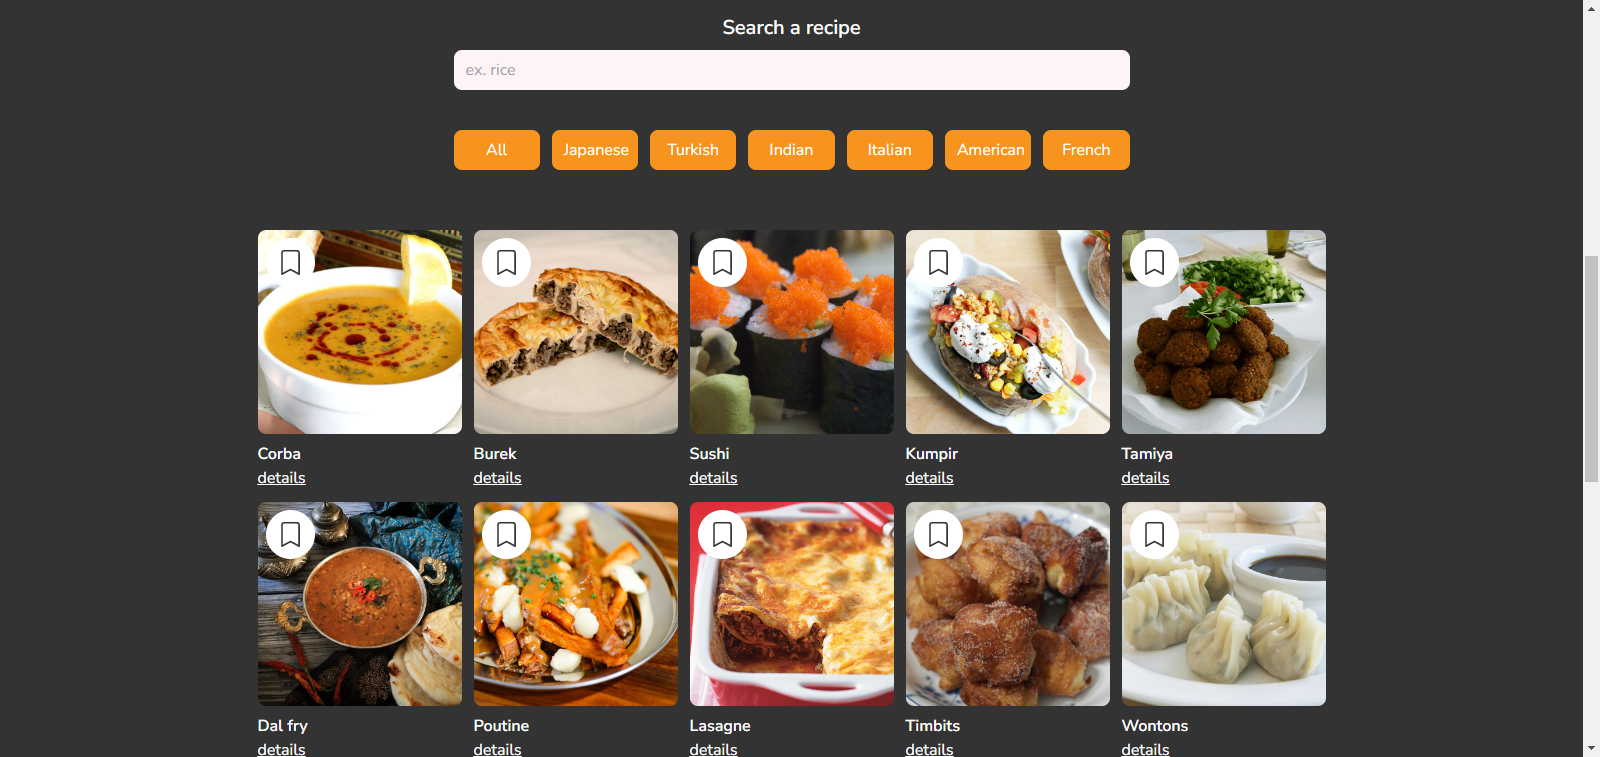 Search a recipe
ex. rice
All Japanese Turkish Indian Italian American French
Corba Burek Sushi Kumpir Tamiya
details details details details details
Dal fry Poutine Lasagne Timbits Wontons
details details details details details